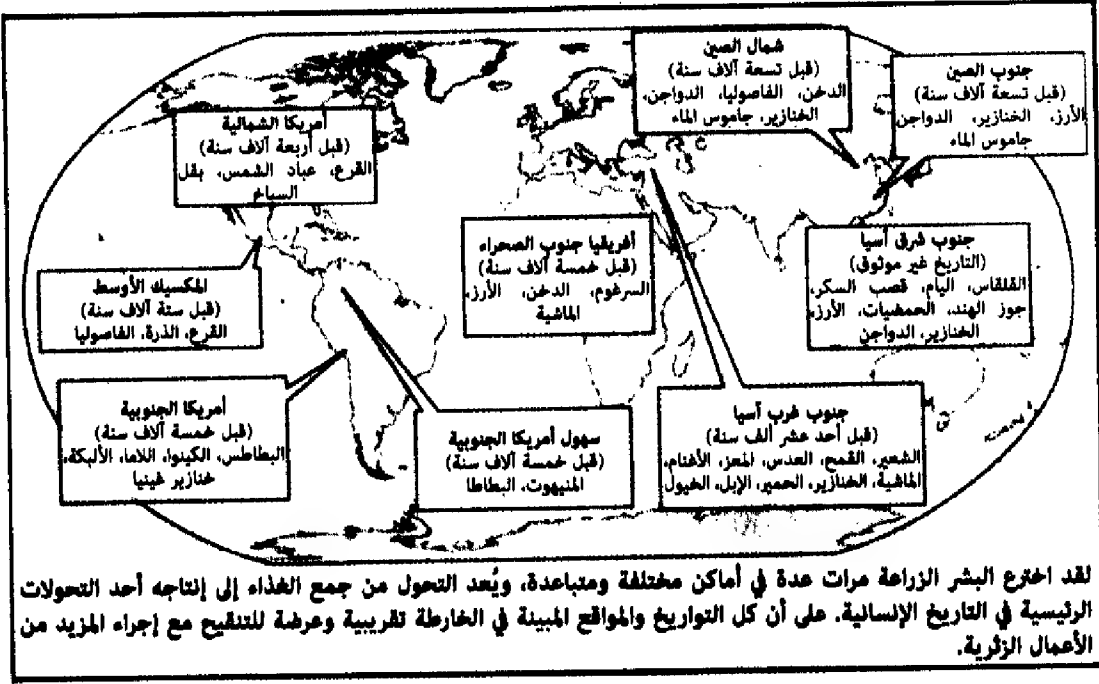 شمال الصين
(قبل تسعة آلاف سنة)
الدخن، الفاصوليا، الدواجن،
الخنازير، جاموس الماء
جنوب الصين
(قبل تسعة آلاف سنة)
الأرز، الخنازير، الدواجن
جاموس الماء
أمريكا الشمالية
(قبل أربعة آلاف سنة)
القرع، عباد الشمس، بقل
السباخ
أفريقيا جنوب الصحراء
(قبل خمسة آلاف سنة)
السرغوم، الدخن، الأرز،
الماشية
جنوب شرق آسيا
(التاريخ غير موثوق)
القلقاس، اليام، قصب السكر،
جوز الهند، الحمضيات، الأرز،
الخنازير، الدواجن
المكسيك الأوسط
(قبل ستة آلاف سنة)
القرع، الذرة، الفاصوليا
أمريكا الجنوبية
(قبل خمسة آلاف سنة)
البطاطس، الكينوا، اللاما، الألبكة،
خنازير غينيا
سهول أمريكا الجنوبية
(قبل خمسة آلاف سنة)
المنيهوت، البطاطا
جنوب غرب آسيا
(قبل أحد عشر ألف سنة)
الشعير، القمح، العدس، المعز، الأغنام،
الماشية، الخنازير، الحمير، الإبل، الخيول
لقد اخترع البشر الزراعة مرات عدة في أماكن مختلفة ومتباعدة، ويُعد التحول من جمع الغذاء إلى إنتاجه أحد التحولات
الرئيسية في التاريخ الإنسانية. على أن كل التواريخ والمواقع المبينة في الخارطة تقريبية وعرضة للتنقيح مع إجراء المزيد من
الأعمال الزثرية.